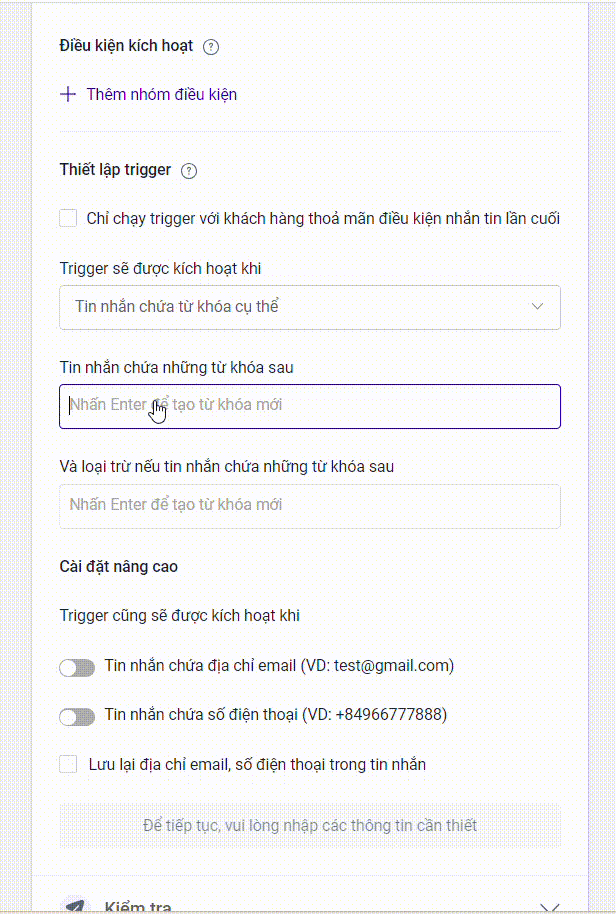 Điều kiện kích hoạt
Thêm nhóm điều kiện
Thiết lập trigger
Chỉ chạy trigger với khách hàng thoả mãn điều kiện nhắn tin lần cuối
Trigger sẽ được kích hoạt khi
Tin nhắn chứa từ khóa cụ thể
Tin nhắn chứa những từ khóa sau
Nhấn Enter để tạo từ khóa mới
Và loại trừ nếu tin nhắn chứa những từ khóa sau
Nhấn Enter để tạo từ khóa mới
Cài đặt nâng cao
Trigger cũng sẽ được kích hoạt khi
Tin nhắn chứa địa chỉ email (VD: test@gmail.com)
Tin nhắn chứa số điện thoại (VD: +84966777888)
Lưu lại địa chỉ email, số điện thoại trong tin nhắn
Để tiếp tục, vui lòng nhập các thông tin cần thiết
Kiểm tra